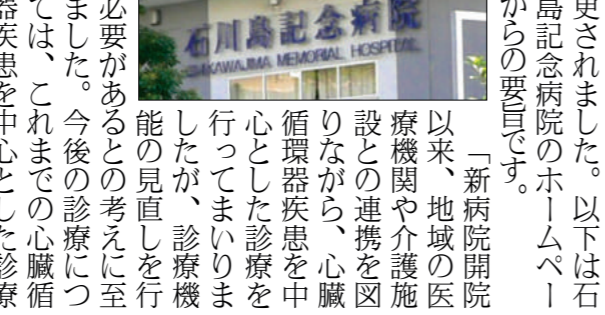 更されました。以下は石
島記念病院のホームペー
からの要旨です。
石川島記念病院
ISHIKAWAJIMA MEMORIAL HOSPITAL
「新病院開院
以来、地域の医
療機関や介護施
設との連携を図
りながら、心臓
循環器疾患を中
心とした診療を
行ってまいりま
したが、診療機
能の見直しを行
必要があるとの考えに至
ました。今後の診療につ
ては、これまでの心臓循
器疾患を中心とした診療